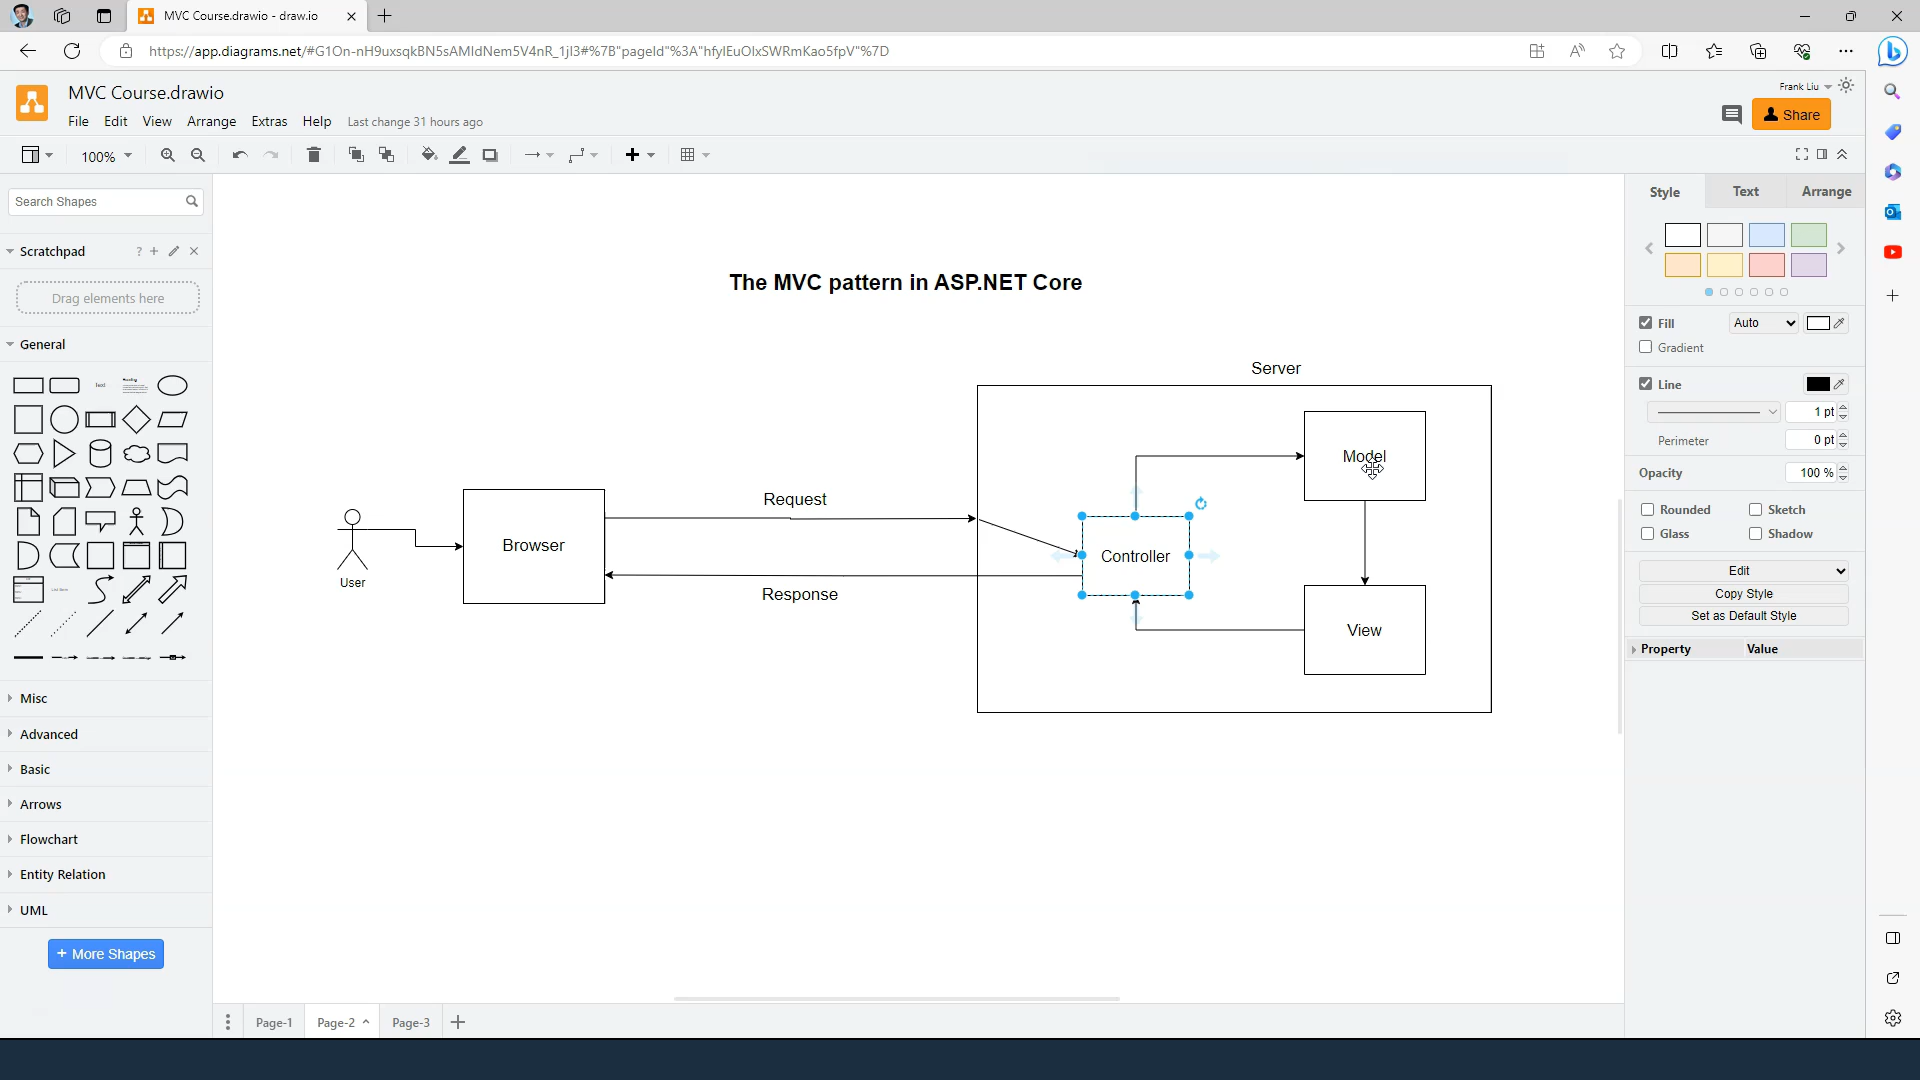 MVC Course.drawio - draw.io
https://app.diagrams.net/#G1On-nH9uxsqkBN5sAMIdNem5V4nR_1jI3#%7B"pageId"%3A"hfyIEuOIxSWRmKao5fpV"%7D
MVC Course.drawio
Frank Liu
File Edit View Arrange Extras Help Last change 31 hours ago
Share
100%
Search Shapes
Style Text Arrange
Scratchpad ?
Drag elements here
The MVC pattern in ASP.NET Core
General
Fill Auto
Gradient
Server
Text
Heading
Line
1 pt
Perimeter 0 pt
Model
Opacity 100 %
Request
Rounded Sketch
Glass Shadow
Browser
Controller
User
Response
Edit
Copy Style
Set as Default Style
View
Property Value
Misc
Advanced
Basic
Arrows
Flowchart
Entity Relation
UML
+ More Shapes
Page-1 Page-2 Page-3